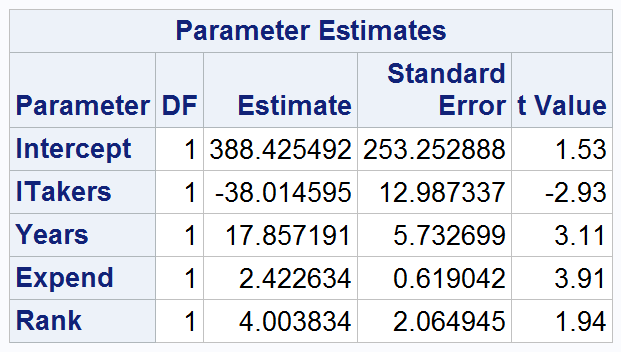 Parameter Estimates
Parameter DF Estimate Standard Error t Value
Intercept 1 388.425492 253.252888 1.53
lTakers 1 -38.014595 12.987337 -2.93
Years 1 17.857191 5.732699 3.11
Expend 1 2.422634 0.619042 3.91
Rank 1 4.003834 2.064945 1.94